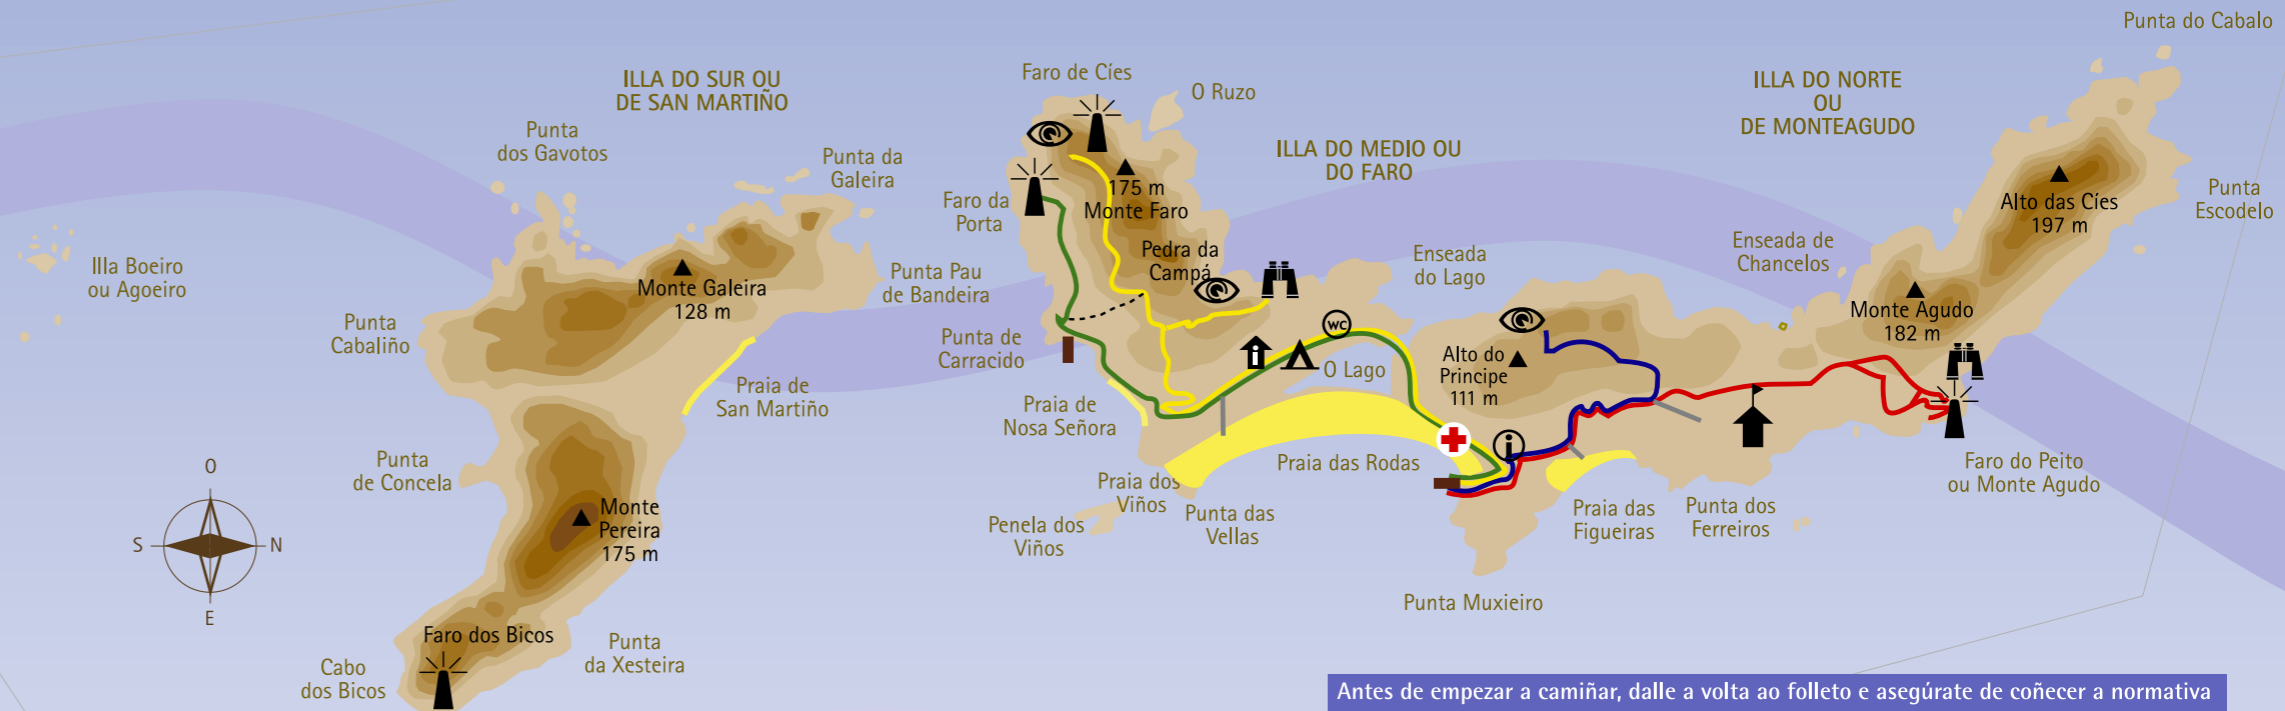 Punta do Cabalo
ILLA DO SUR OU
DE SAN MARTIÑO
Faro de Cíes
O Ruzo
ILLA DO NORTE
OU
DE MONTEAGUDO
Punta
dos Gavotos
Punta da
Galeira
ILLA DO MEDIO OU
DO FARO
Faro da
Porta
175 m
Monte Faro
Alto das Cíes
197 m
Punta
Escodelo
Illa Boeiro
ou Agoeiro
Monte Galeira
128 m
Punta Pau
de Bandeira
Pedra da
Campá
Enseada
do Lago
Enseada de
Chancelos
Punta
Cabaliño
Punta de
Carracido
WC
i
Monte Agudo
182 m
Praia de
San Martiño
O Lago
Alto do
Principe
111 m
Praia de
Nosa Señora
Punta
de Concela
Praia das Rodas
i
Faro do Peito
ou Monte Agudo
O
S
N
E
Monte
Pereira
175 m
Praia dos
Viños
Penela dos
Viños
Punta das
Vellas
Praia das
Figueiras
Punta dos
Ferreiros
Punta Muxieiro
Faro dos Bicos
Punta
da Xesteira
Cabo
dos Bicos
Antes de empezar a camiñar, dalle a volta ao folleto e asegúrate de coñecer a normativa